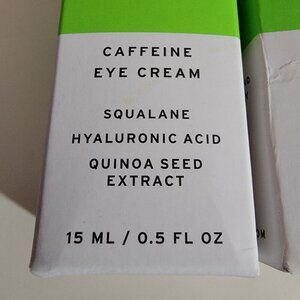 CAFFEINE
EYE CREAM
SQUALANE
HYALURONIC ACID
QUINOA SEED
EXTRACT
15 ML / 0.5 FL OZ